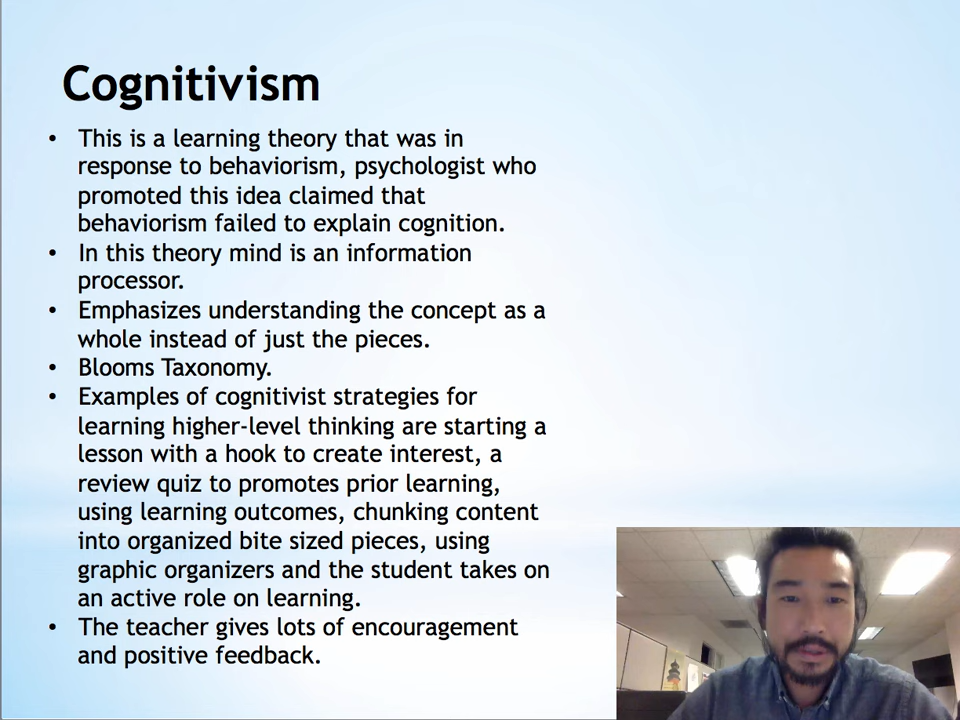 Cognitivism
• This is a learning theory that was in
response to behaviorism, psychologist who
promoted this idea claimed that
behaviorism failed to explain cognition.
• In this theory mind is an information
processor.
• Emphasizes understanding the concept as a
whole instead of just the pieces.
• Blooms Taxonomy.
• Examples of cognitivist strategies for
learning higher-level thinking are starting a
lesson with a hook to create interest, a
review quiz to promotes prior learning,
using learning outcomes, chunking content
into organized bite sized pieces, using
graphic organizers and the student takes on
an active role on learning.
• The teacher gives lots of encouragement
and positive feedback.